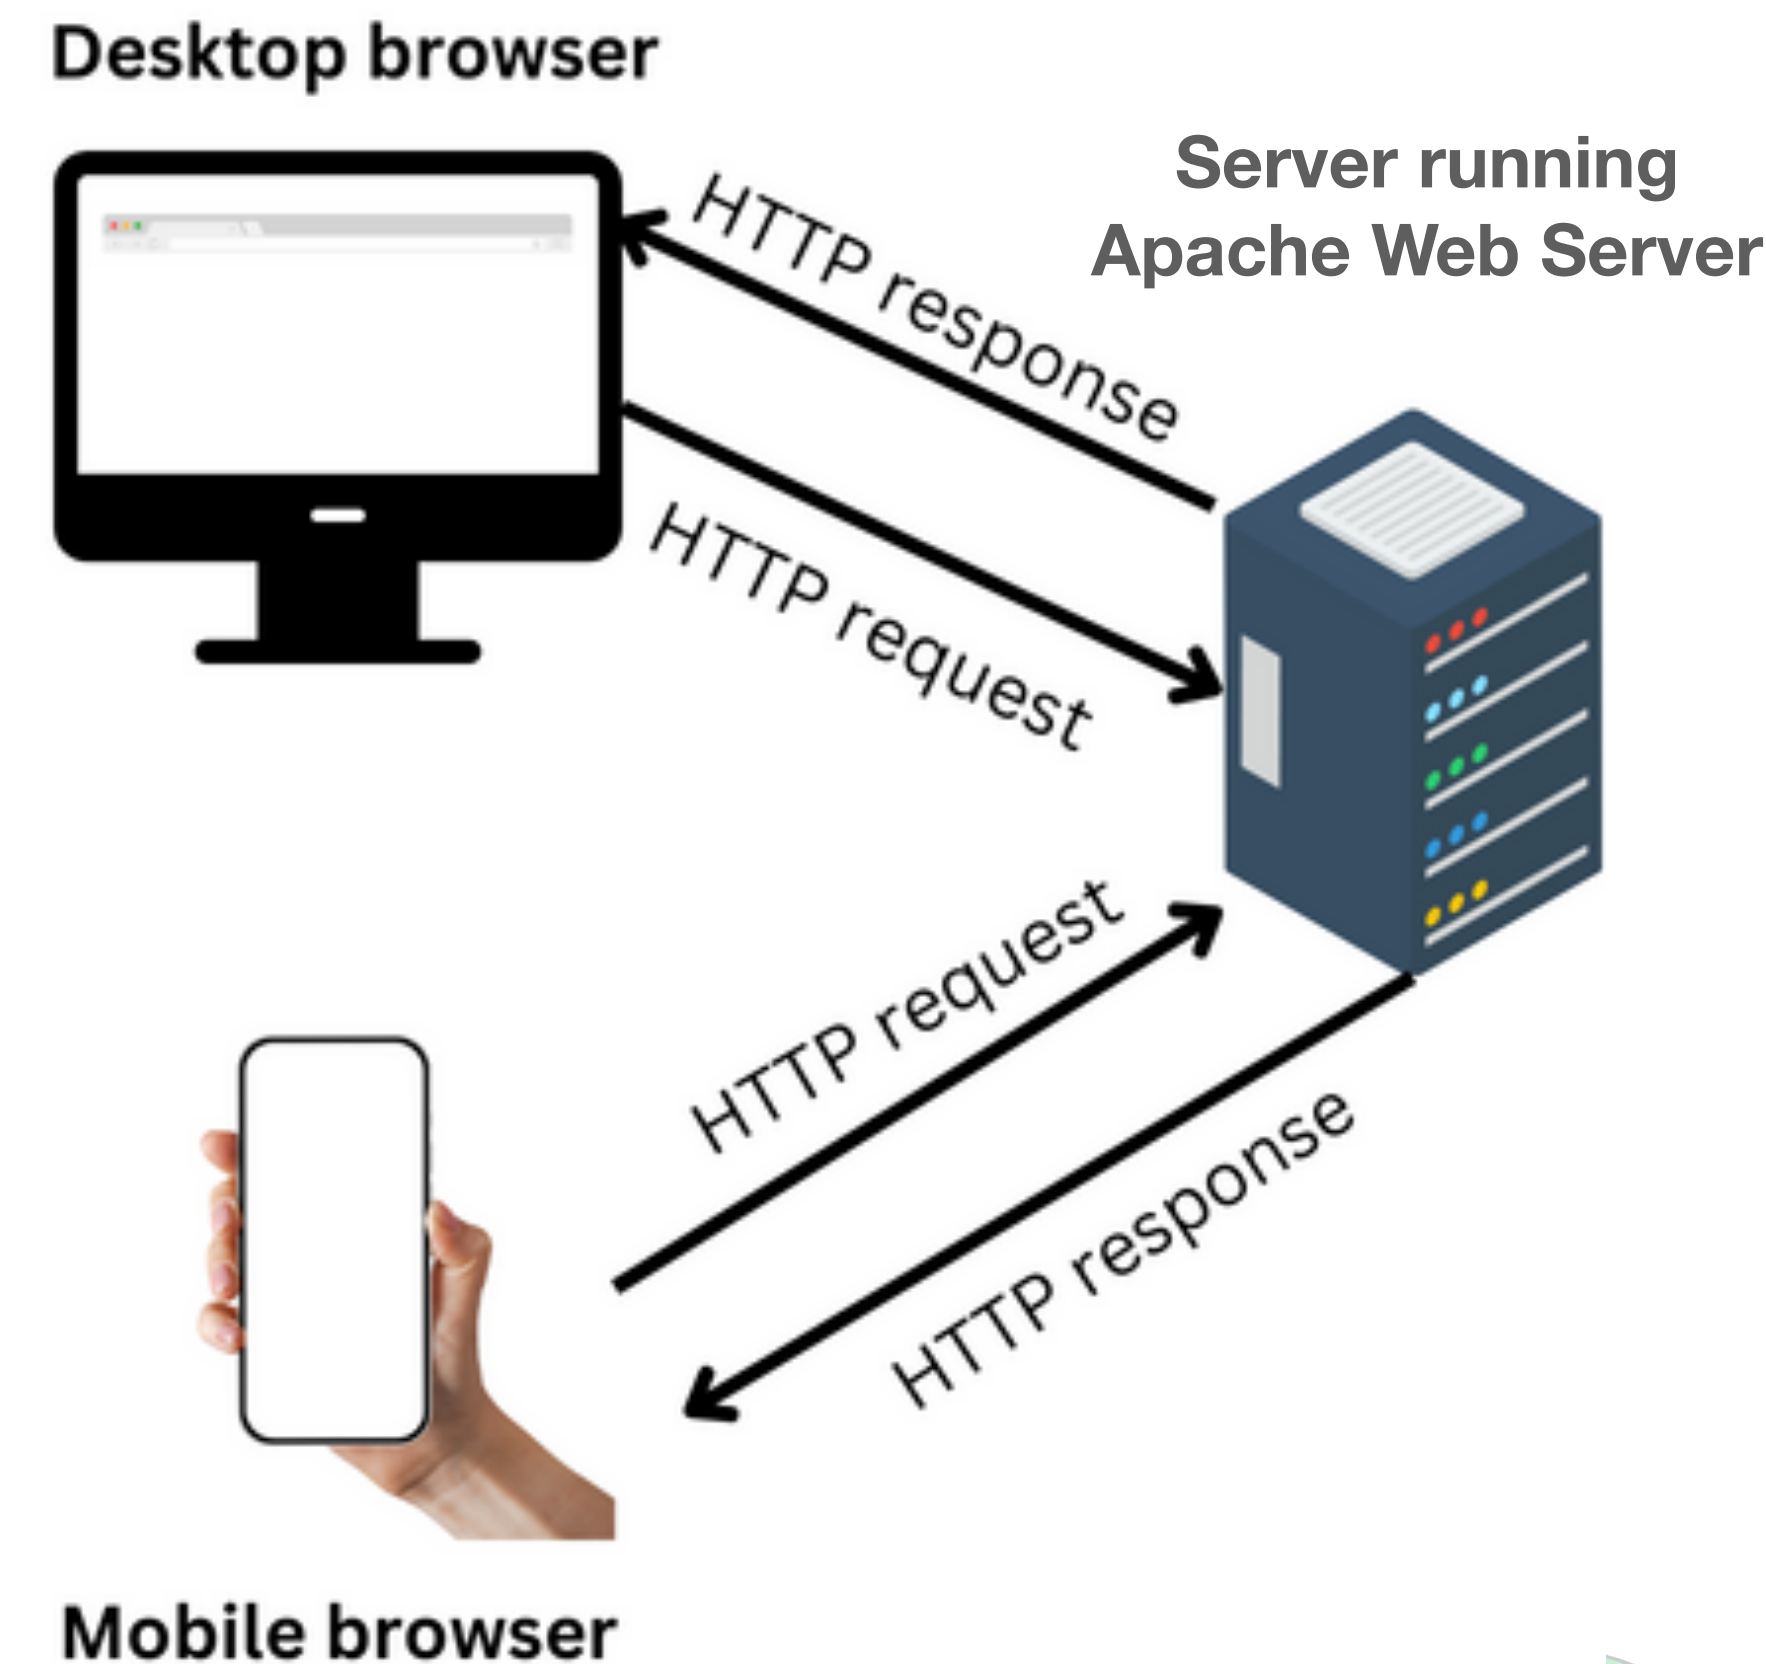 Desktop browser
Server running
Apache Web Server
HTTP response
HTTP request
HTTP request
HTTP response
Mobile browser